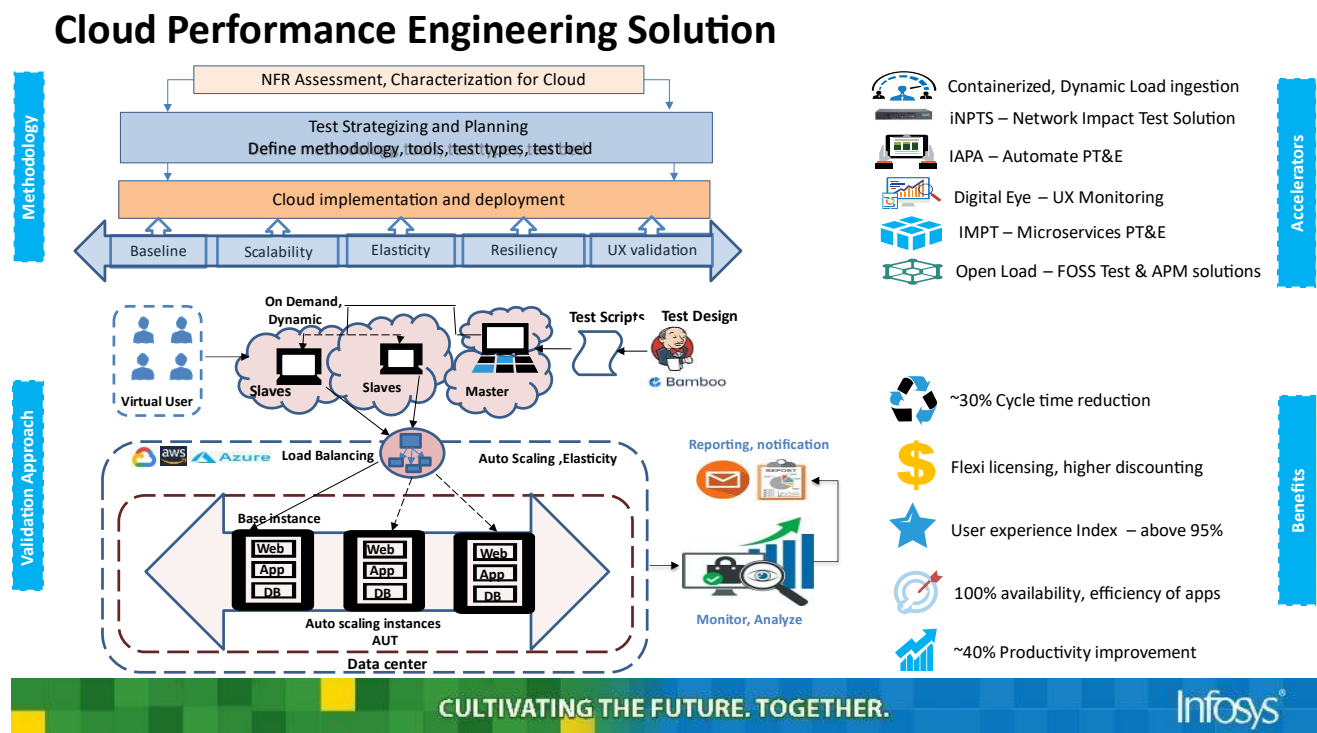 Cloud Performance Engineering Solution
Methodology
NFR Assessment, Characterization for Cloud
Test Strategizing and Planning
Define methodology, tools, test types, test bed
Cloud implementation and deployment
Baseline
Scalability
Elasticity
Resiliency
UX validation
Accelerators
Containerized, Dynamic Load ingestion
iNPTS – Network Impact Test Solution
IAPA – Automate PT&E
Digital Eye – UX Monitoring
IMPT – Microservices PT&E
Open Load – FOSS Test & APM solutions
Validation Approach
On Demand,
Dynamic
Virtual User
Slaves
Slaves
Master
Test Scripts
Test Design
Bamboo
aws
Azure
Load Balancing
Auto Scaling ,Elasticity
Base instance
Web
App
DB
Web
App
DB
Web
App
DB
Auto scaling instances
AUT
Data center
Reporting, notification
REPORT
Monitor, Analyze
Benefits
~30% Cycle time reduction
Flexi licensing, higher discounting
User experience Index – above 95%
100% availability, efficiency of apps
~40% Productivity improvement
CULTIVATING THE FUTURE. TOGETHER.
Infosys®